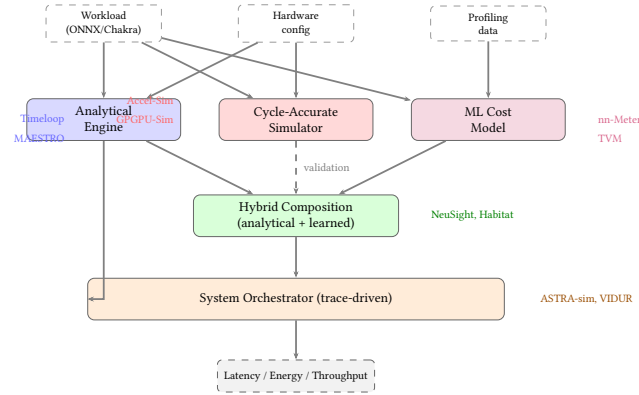 Workload
(ONNX/Chakra)
Hardware
config
Profiling
data
Accel-Sim
GPGPU-Sim
Timeloop
MAESTRO
Analytical
Engine
Cycle-Accurate
Simulator
ML Cost
Model
nn-Meter
TVM
validation
Hybrid Composition
(analytical + learned)
NeuSight, Habitat
System Orchestrator (trace-driven)
ASTRA-sim, VIDUR
Latency / Energy / Throughput